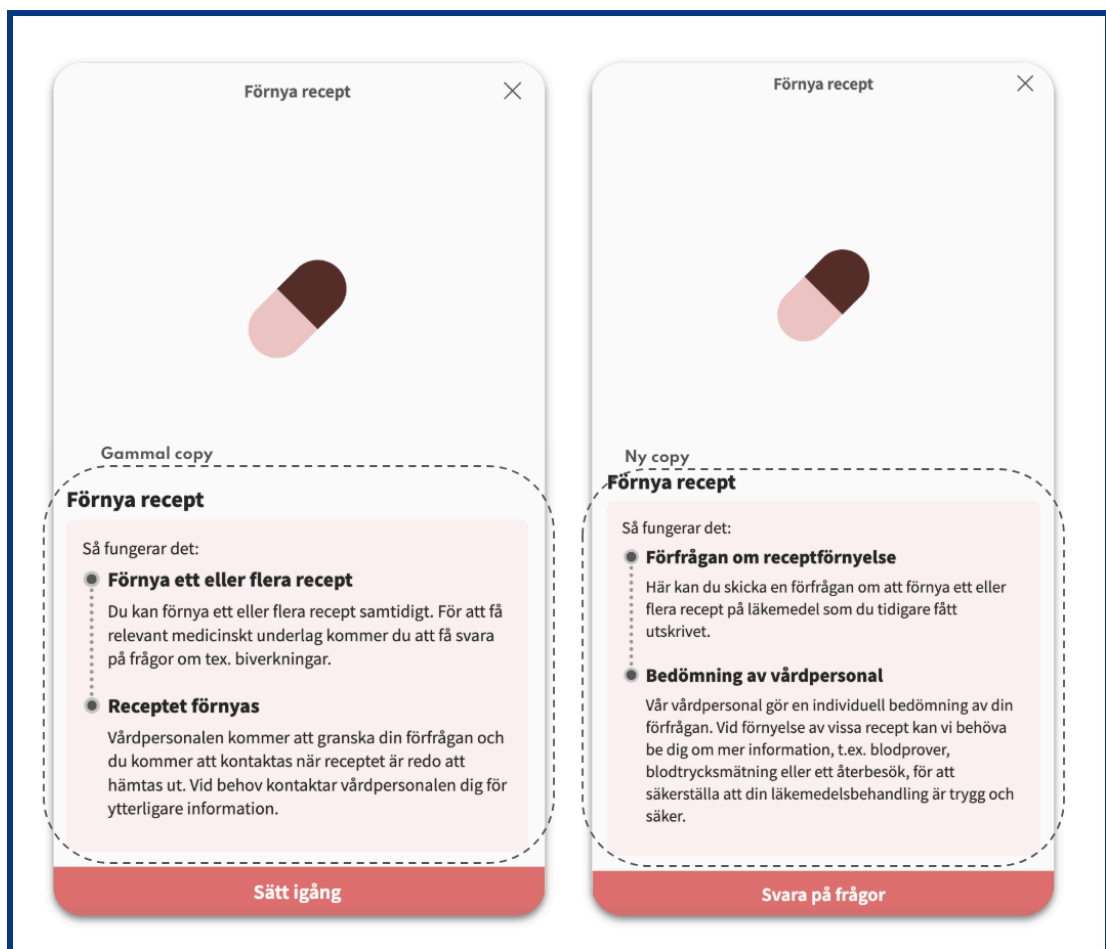 Förnya recept
Gammal copy
Förnya recept
Så fungerar det:
Förnya ett eller flera recept
Du kan förnya ett eller flera recept samtidigt. För att få
relevant medicinskt underlag kommer du att få svara
på frågor om tex. biverkningar.
Receptet förnyas
Vårdpersonalen kommer att granska din förfrågan och
du kommer att kontaktas när receptet är redo att
hämtas ut. Vid behov kontaktar vårdpersonalen dig för
ytterligare information.
Sätt igång
Förnya recept
Ny copy
Förnya recept
Så fungerar det:
Förfrågan om receptförnyelse
Här kan du skicka en förfrågan om att förnya ett eller
flera recept på läkemedel som du tidigare fått
utskrivet.
Bedömning av vårdpersonal
Vår vårdpersonal gör en individuell bedömning av din
förfrågan. Vid förnyelse av vissa recept kan vi behöva
be dig om mer information, t.ex. blodprover,
blodtrycksmätning eller ett återbesök, för att
säkerställa att din läkemedelsbehandling är trygg och
säker.
Svara på frågor